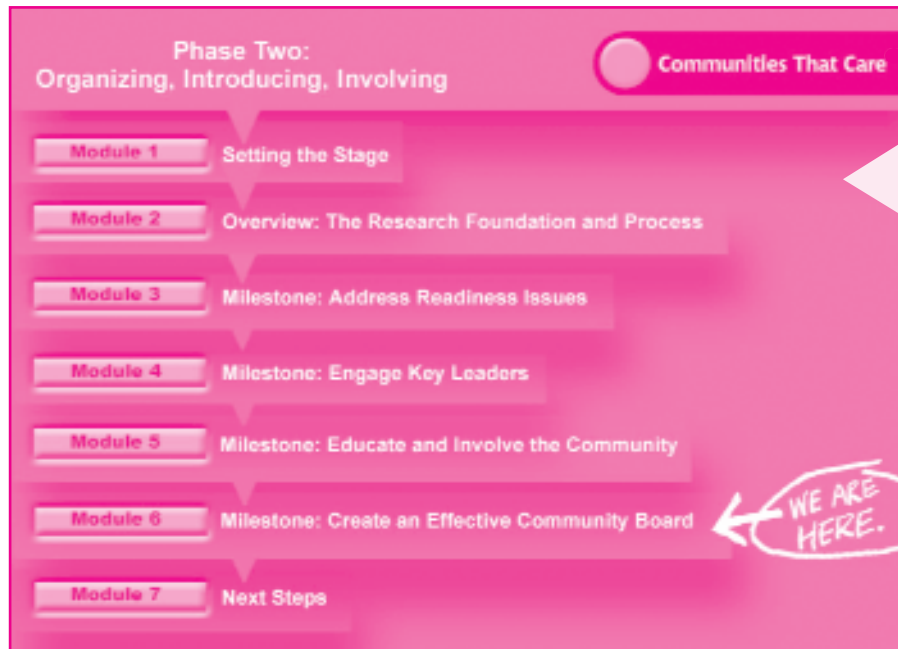 Phase Two:
Organizing, Introducing, Involving
Communities That Care
Module 1 Setting the Stage
Module 2 Overview: The Research Foundation and Process
Module 3 Milestone: Address Readiness Issues
Module 4 Milestone: Engage Key Leaders
Module 5 Milestone: Educate and Involve the Community
Module 6 Milestone: Create an Effective Community Board
WE ARE
HERE.
Module 7 Next Steps